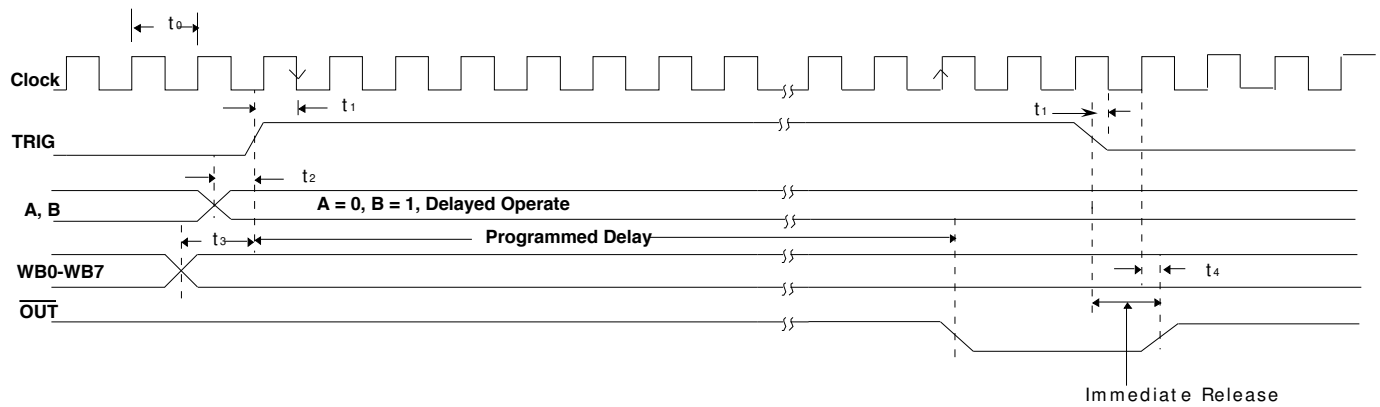 t0
Clock
t1
t1
TRIG
t2
A, B
A = 0, B = 1, Delayed Operate
t3
Programmed Delay
WB0-WB7
t4
OUT
Immediate Release